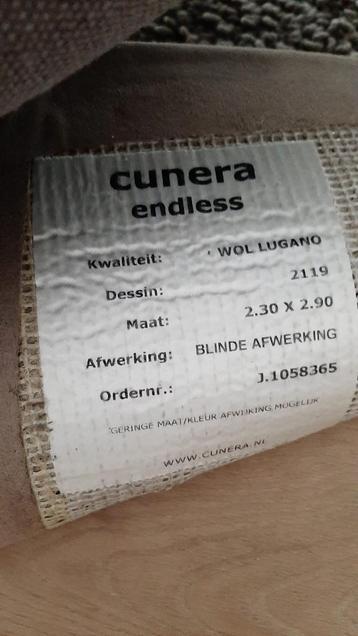 cunera
endless
Kwaliteit: WOL LUGANO
Dessin: 2119
Maat: 2.30 X 2.90
Afwerking: BLINDE AFWERKING
Ordernr.: J.1058365
*GERINGE MAAT/KLEUR AFWIJKING MOGELIJK
WWW.CUNERA.NL